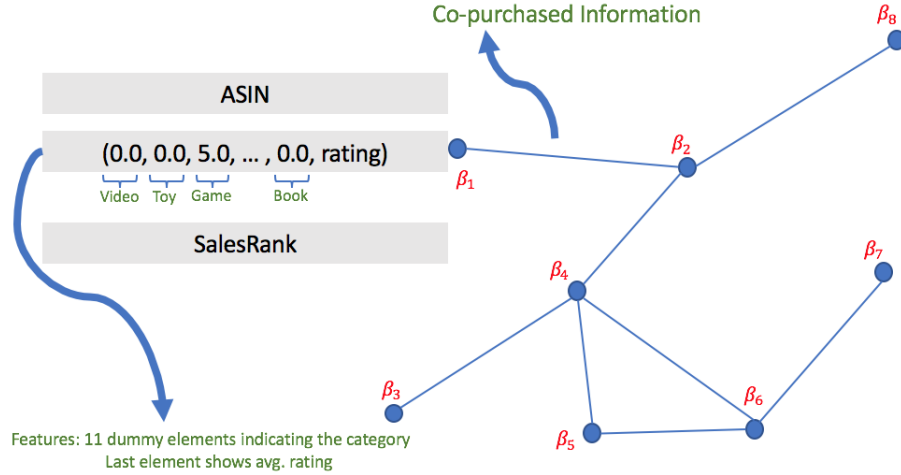 Co-purchased Information
β8
ASIN
(0.0, 0.0, 5.0, ... , 0.0, rating)
β1
β2
Video Toy Game Book
SalesRank
β7
β4
β3
β6
β5
Features: 11 dummy elements indicating the category
Last element shows avg. rating